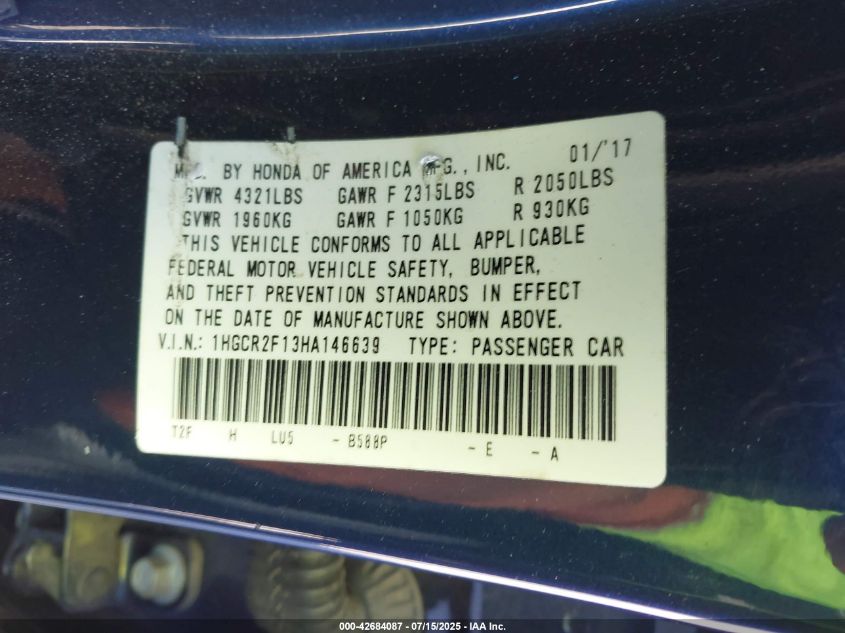 MFD. BY HONDA OF AMERICA MFG., INC. 01/'17
GVWR 4321LBS GAWR F 2315LBS R 2050LBS
GVWR 1960KG GAWR F 1050KG R 930KG
THIS VEHICLE CONFORMS TO ALL APPLICABLE
FEDERAL MOTOR VEHICLE SAFETY, BUMPER,
AND THEFT PREVENTION STANDARDS IN EFFECT
ON THE DATE OF MANUFACTURE SHOWN ABOVE.
V.I.N.: 1HGCR2F13HA146639 TYPE: PASSENGER CAR
T2F H LU5 - B588P - E - A
000-42684087 - 07/15/2025 - IAA Inc.